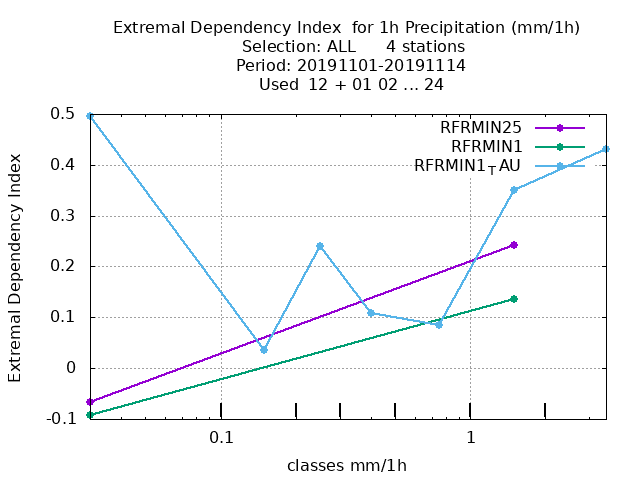 Extremal Dependency Index  for 1h Precipitation (mm/1h)
Selection: ALL      4 stations
Period: 20191101-20191114
Used  12 + 01 02 ... 24
Extremal Dependency Index
0.5
0.4
0.3
0.2
0.1
0
-0.1
RFRMIN25
RFRMIN1
RFRMIN1TAU
0.1
1
classes mm/1h